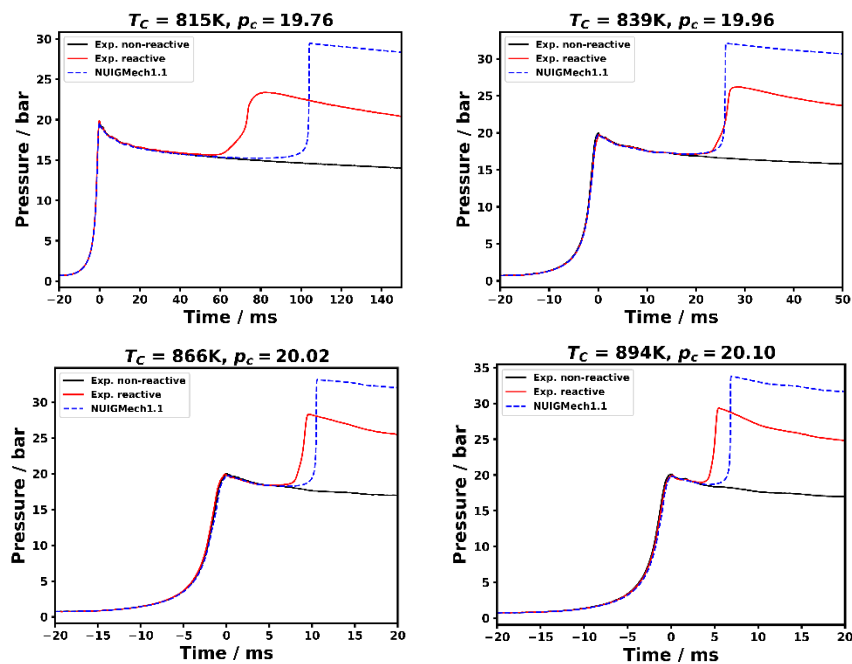 T_C = 815K, p_c = 19.76
Exp. non-reactive
Exp. reactive
NUIGMech1.1
30
25
20
15
10
5
0
Pressure / bar
−20 0 20 40 60 80 100 120 140
Time / ms
T_C = 839K, p_c = 19.96
Exp. non-reactive
Exp. reactive
NUIGMech1.1
30
25
20
15
10
5
0
Pressure / bar
−20 −10 0 10 20 30 40 50
Time / ms
T_C = 866K, p_c = 20.02
Exp. non-reactive
Exp. reactive
NUIGMech1.1
30
25
20
15
10
5
0
Pressure / bar
−20 −15 −10 −5 0 5 10 15 20
Time / ms
T_C = 894K, p_c = 20.10
Exp. non-reactive
Exp. reactive
NUIGMech1.1
35
30
25
20
15
10
5
0
Pressure / bar
−20 −15 −10 −5 0 5 10 15 20
Time / ms